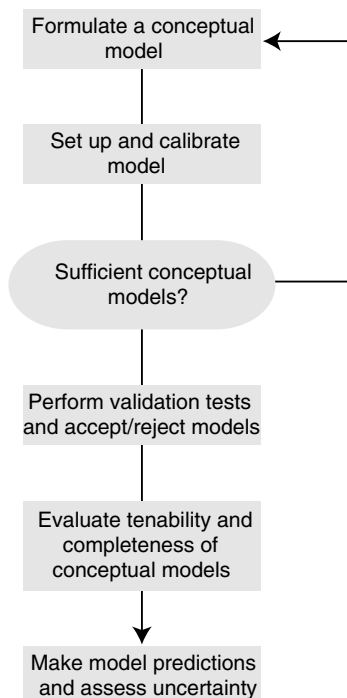 Formulate a conceptual
model
Set up and calibrate
model
Sufficient conceptual
models?
Perform validation tests
and accept/reject models
Evaluate tenability and
completeness of
conceptual models
Make model predictions
and assess uncertainty